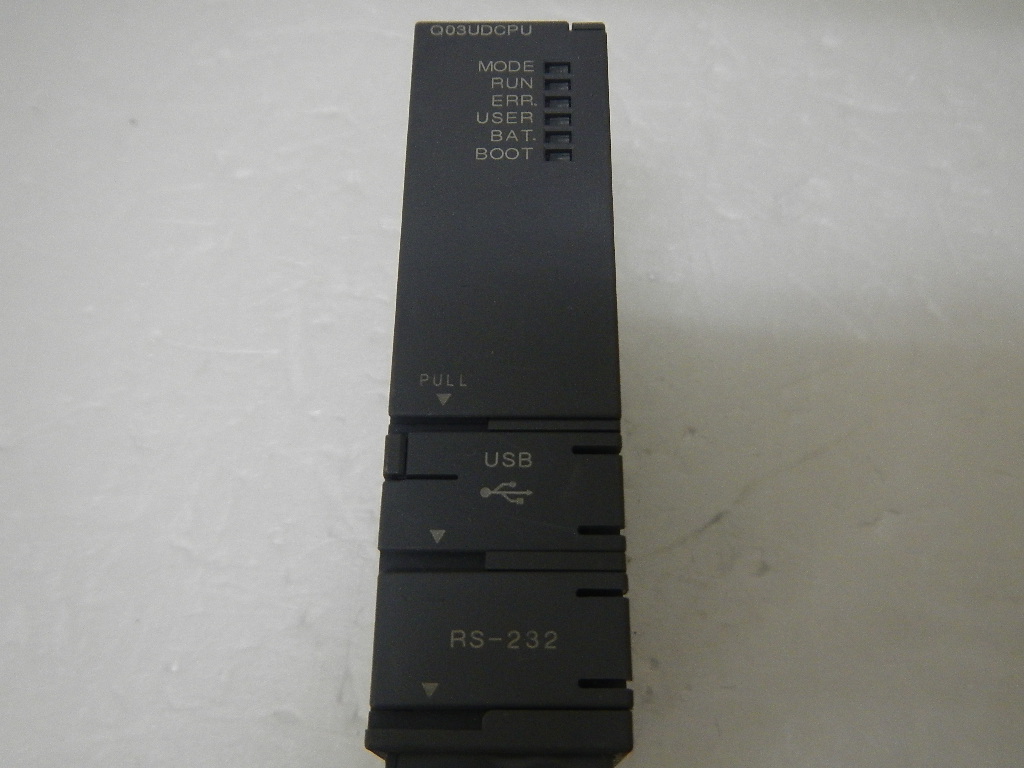 Q03UDCPU
MODE
RUN
ERR.
USER
BAT.
BOOT
PULL
USB
RS-232